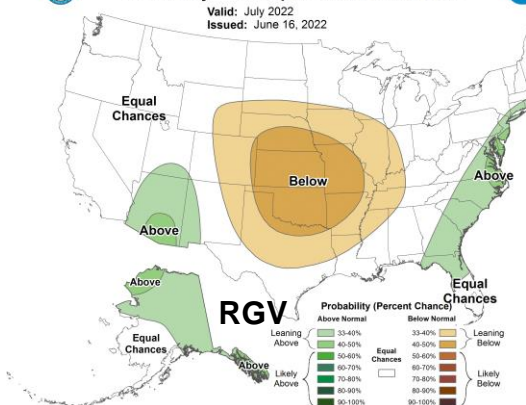 Valid: July 2022
Issued: June 16, 2022
Equal
Chances
Below
Above
Above
Above
Equal
Chances
Above
Equal
Chances
RGV
Probability (Percent Chance)
Above Normal
Below Normal
Leaning
Above
33-40%
40-50%
Likely
Above
50-60%
60-70%
70-80%
80-90%
90-100%
Equal
Chances
33-40%
40-50%
Leaning
Below
50-60%
60-70%
70-80%
80-90%
90-100%
Likely
Below